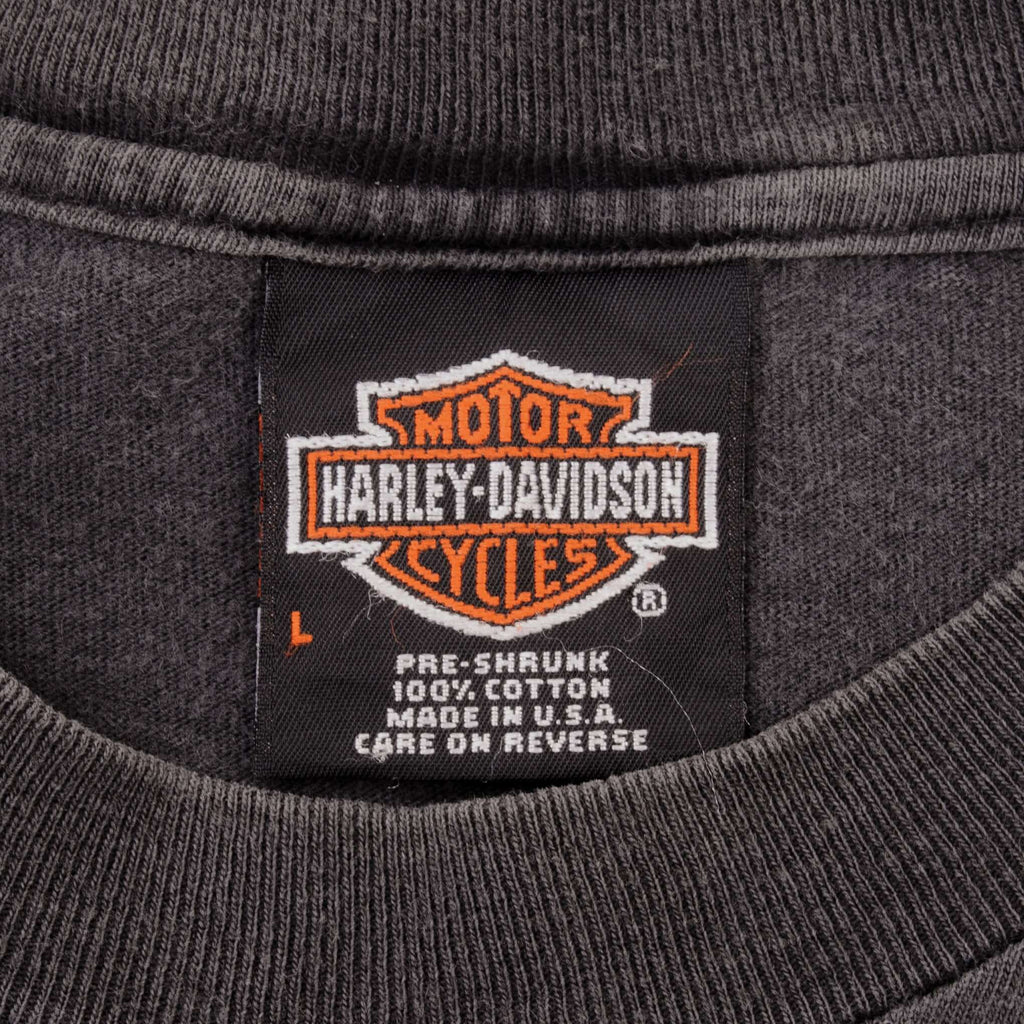 MOTOR
HARLEY-DAVIDSON
CYCLES
®
L
PRE-SHRUNK
100% COTTON
MADE IN U.S.A.
CARE ON REVERSE